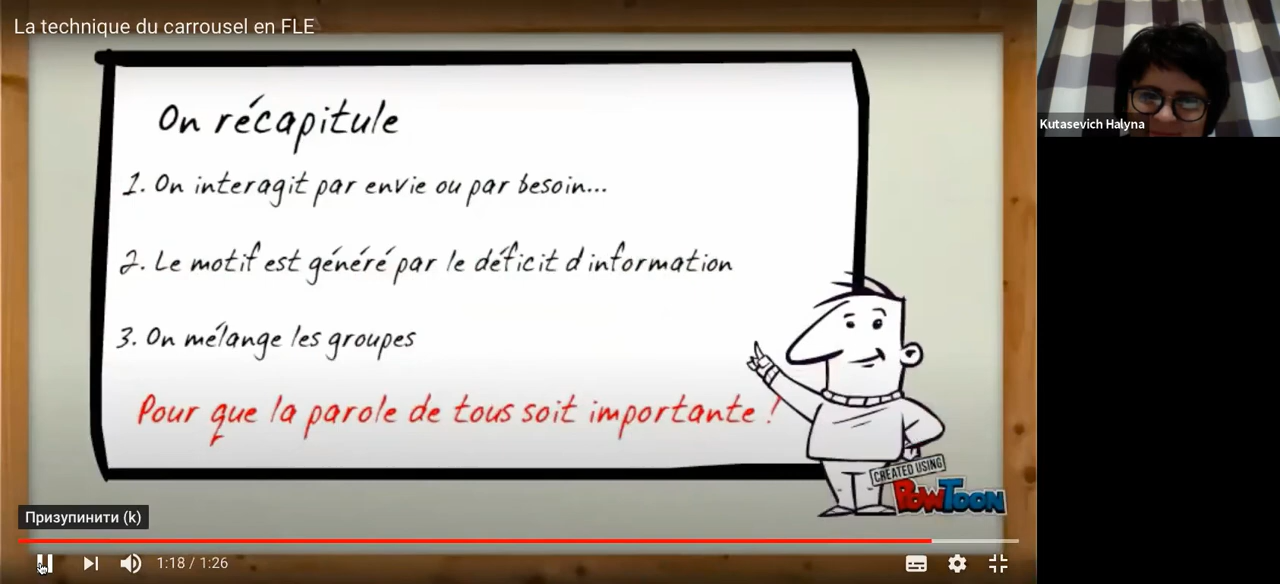 La technique du carrousel en FLE
On récapitule
1. On interagit par envie ou par besoin...
2. Le motif est généré par le déficit d information
3. On mélange les groupes
Pour que la parole de tous soit importante !
CREATED USING
POWTOON
Призупинити (k)
1:18 / 1:26
Kutasevich Halyna